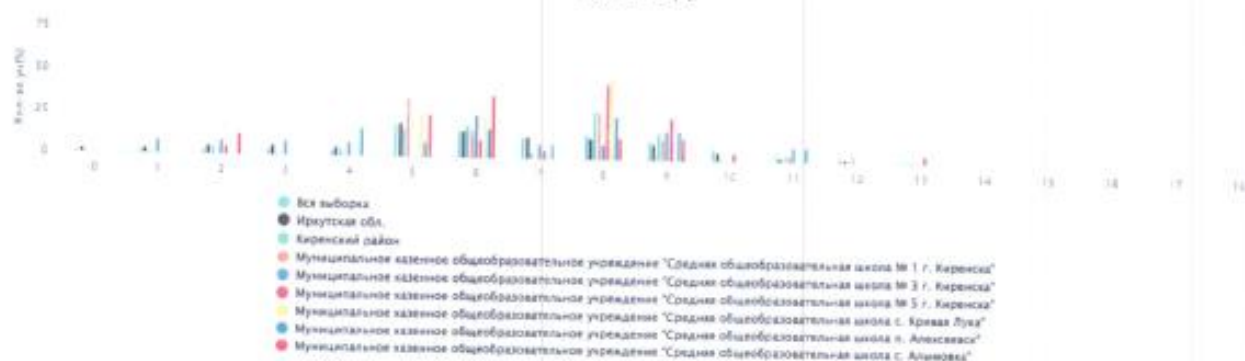 75
Кол-во уч(%)
50
25
0
0 1 2 3 4 5 6 7 8 9 10 11 12 13 14 15 16 17 18
Вся выборка
Иркутская обл.
Киренский район
Муниципальное казенное общеобразовательное учреждение "Средняя общеобразовательная школа № 1 г. Киренска"
Муниципальное казенное общеобразовательное учреждение "Средняя общеобразовательная школа № 3 г. Киренска"
Муниципальное казенное общеобразовательное учреждение "Средняя общеобразовательная школа № 5 г. Киренска"
Муниципальное казенное общеобразовательное учреждение "Средняя общеобразовательная школа с. Кривая Лука"
Муниципальное казенное общеобразовательное учреждение "Средняя общеобразовательная школа п. Алексеевск"
Муниципальное казенное общеобразовательное учреждение "Средняя общеобразовательная школа с. Алымовка"